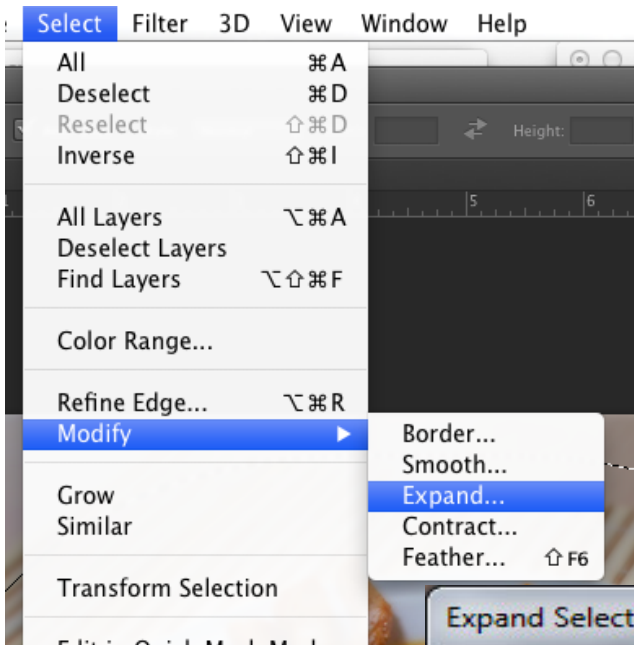 Select Filter 3D View Window Help
All ⌘A
Deselect ⌘D
Reselect ⇧⌘D
Height:
Inverse ⇧⌘I
All Layers ⌥⌘A
5 6
Deselect Layers
Find Layers ⌥⇧⌘F
Color Range...
Refine Edge... ⌥⌘R
Modify ▶
Border...
Smooth...
Expand...
Contract...
Feather... ⇧F6
Grow
Similar
Transform Selection
Expand Select